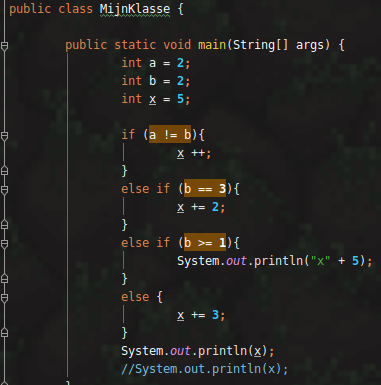 public class MijnKlasse {
public static void main(String[] args) {
int a = 2;
int b = 2;
int x = 5;
if (a != b){
x ++;
}
else if (b == 3){
x += 2;
}
else if (b >= 1){
System.out.println("x" + 5);
}
else {
x += 3;
}
System.out.println(x);
//System.out.println(x);
}